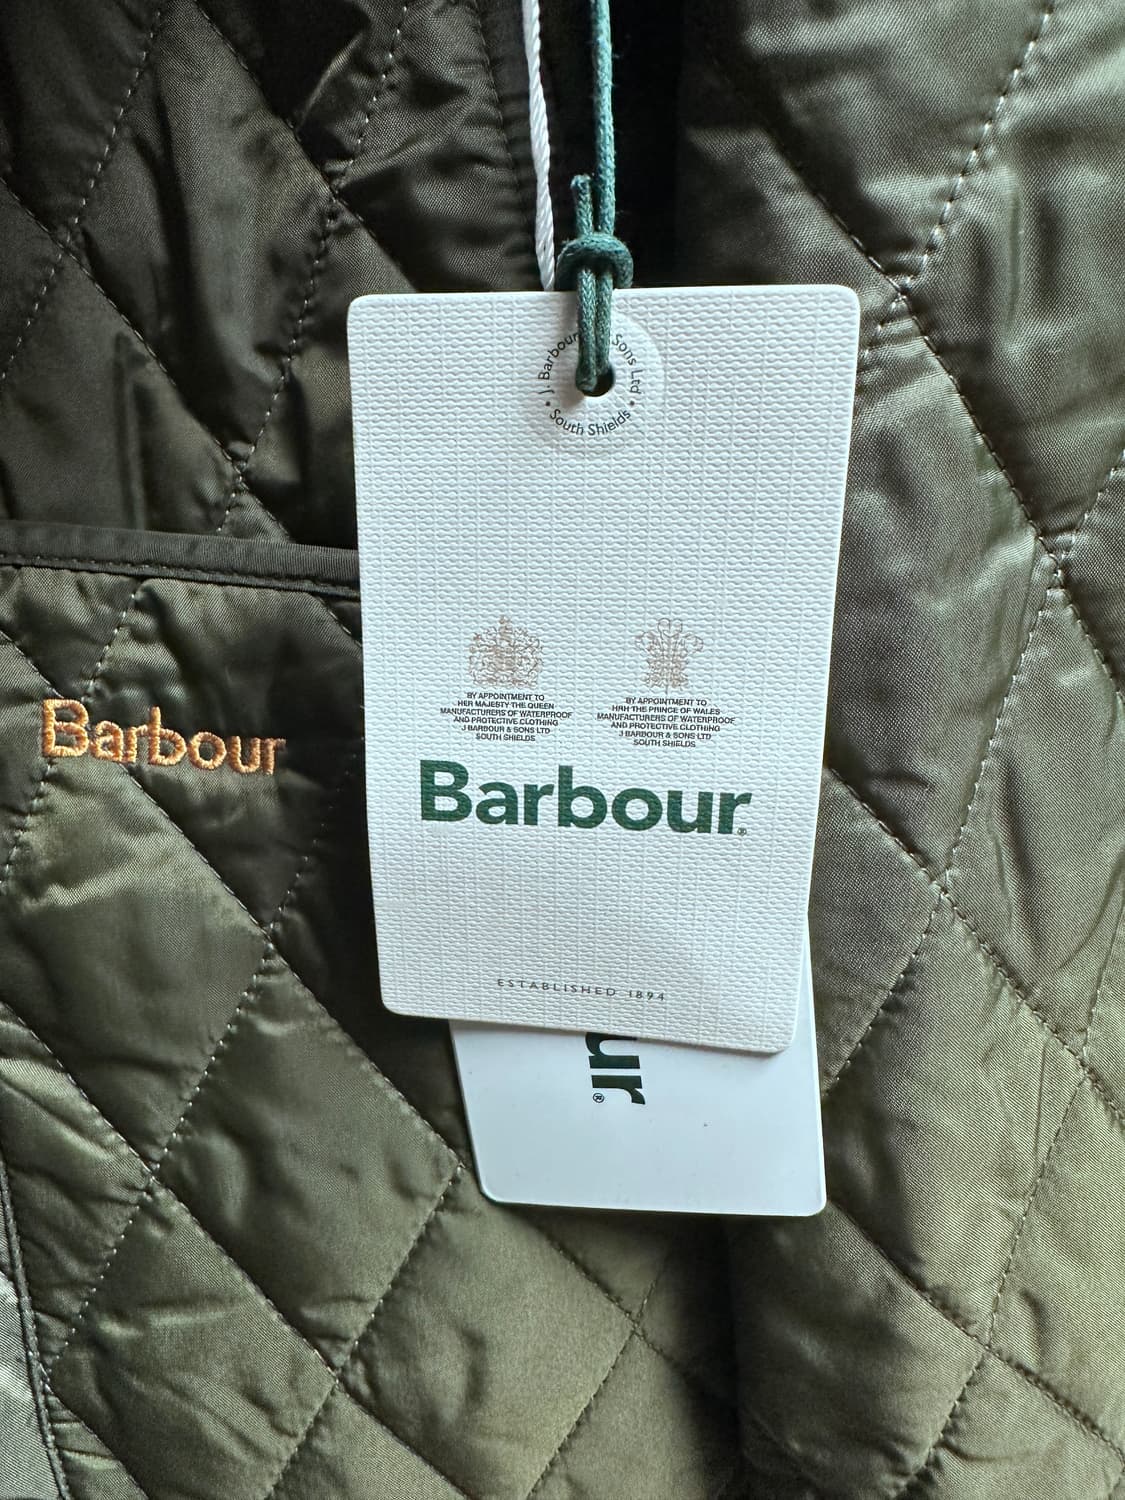 J. Barbour Sons Ltd
• South Shields •
BY APPOINTMENT TO
HER MAJESTY THE QUEEN
MANUFACTURERS OF WATERPROOF
AND PROTECTIVE CLOTHING
J BARBOUR & SONS LTD
SOUTH SHIELDS
BY APPOINTMENT TO
HRH THE PRINCE OF WALES
MANUFACTURERS OF WATERPROOF
AND PROTECTIVE CLOTHING
J BARBOUR & SONS LTD
SOUTH SHIELDS
Barbour
Barbour®
ESTABLISHED 1894
ur®